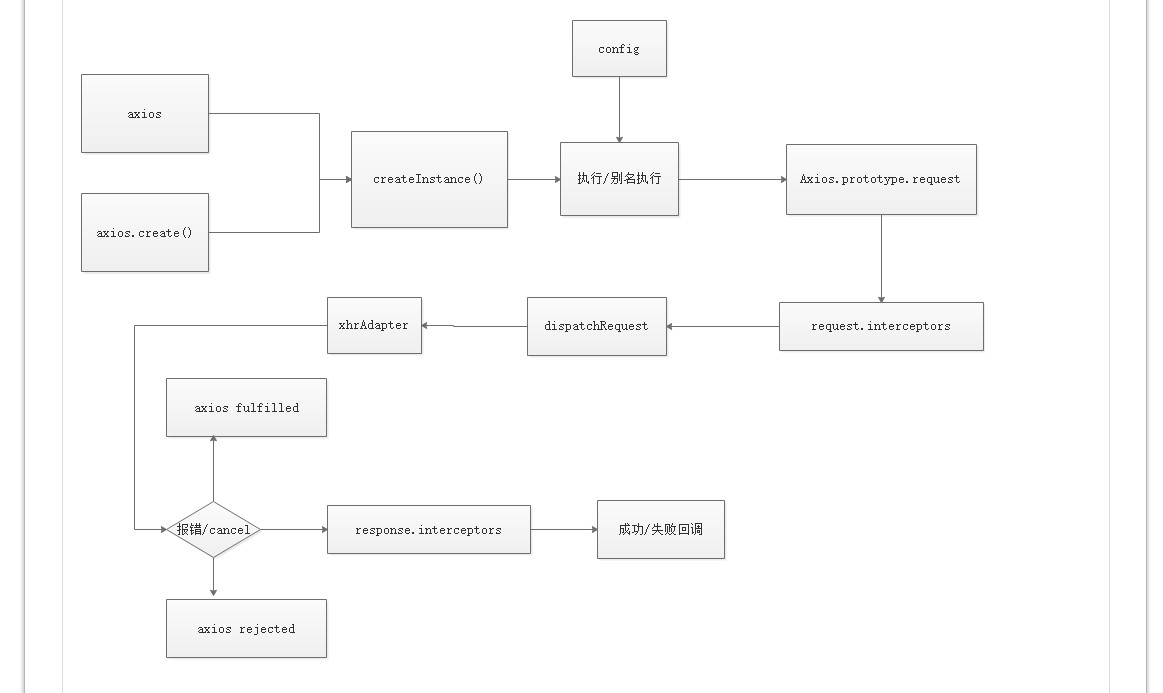 config
axios
axios.create()
createInstance()
执行/别名执行
Axios.prototype.request
request.interceptors
dispatchRequest
xhrAdapter
axios fulfilled
报错/cancel
response.interceptors
成功/失败回调
axios rejected